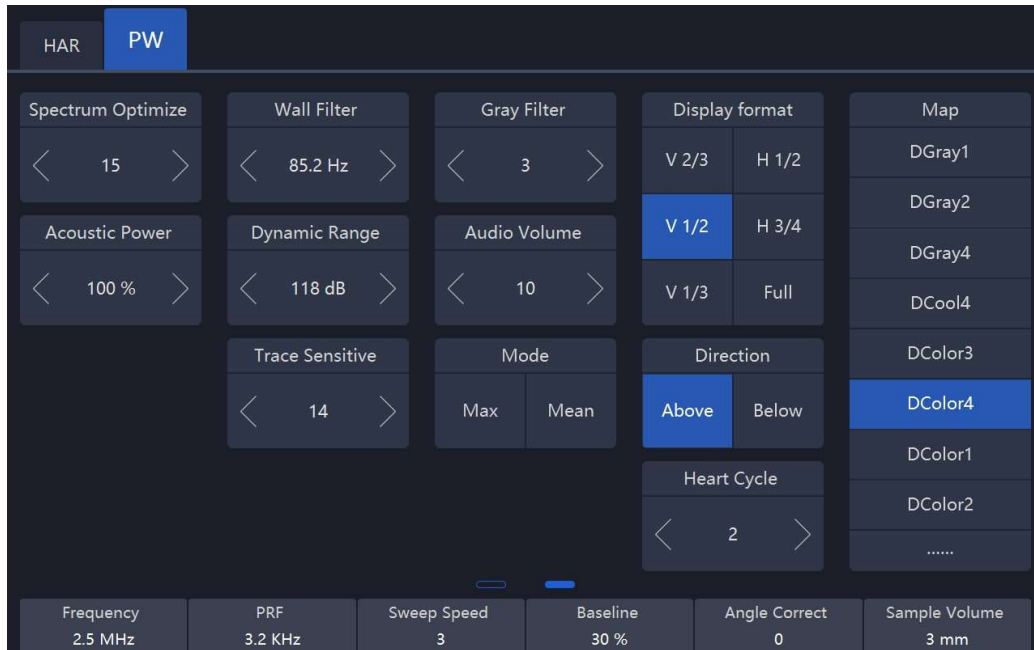 HAR
PW
Spectrum Optimize
15
Wall Filter
85.2 Hz
Gray Filter
3
Display format
V 2/3
H 1/2
V 1/2
H 3/4
V 1/3
Full
Map
DGray1
DGray2
DGray4
DCool4
DColor3
DColor4
DColor1
DColor2
......
Acoustic Power
100 %
Dynamic Range
118 dB
Audio Volume
10
Trace Sensitive
14
Mode
Max
Mean
Direction
Above
Below
Heart Cycle
2
Frequency
2.5 MHz
PRF
3.2 KHz
Sweep Speed
3
Baseline
30 %
Angle Correct
0
Sample Volume
3 mm